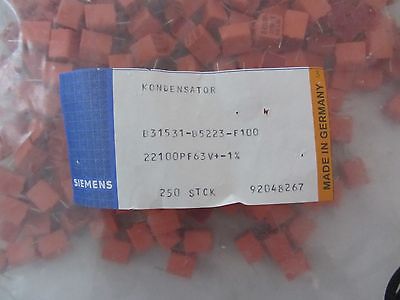 KONDENSATOR
B31531-B5223-F100
22100PF63V+-1%
250 STCK 92048267
SIEMENS
MADE IN GERMANY